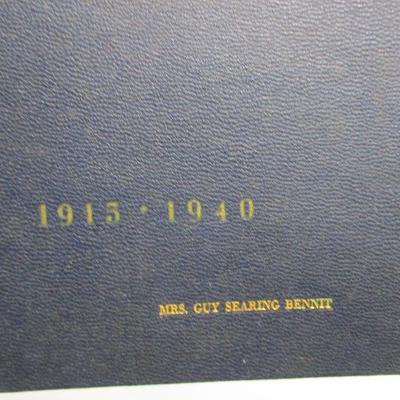 1915 · 1940
MRS. GUY SEARING BENNIT